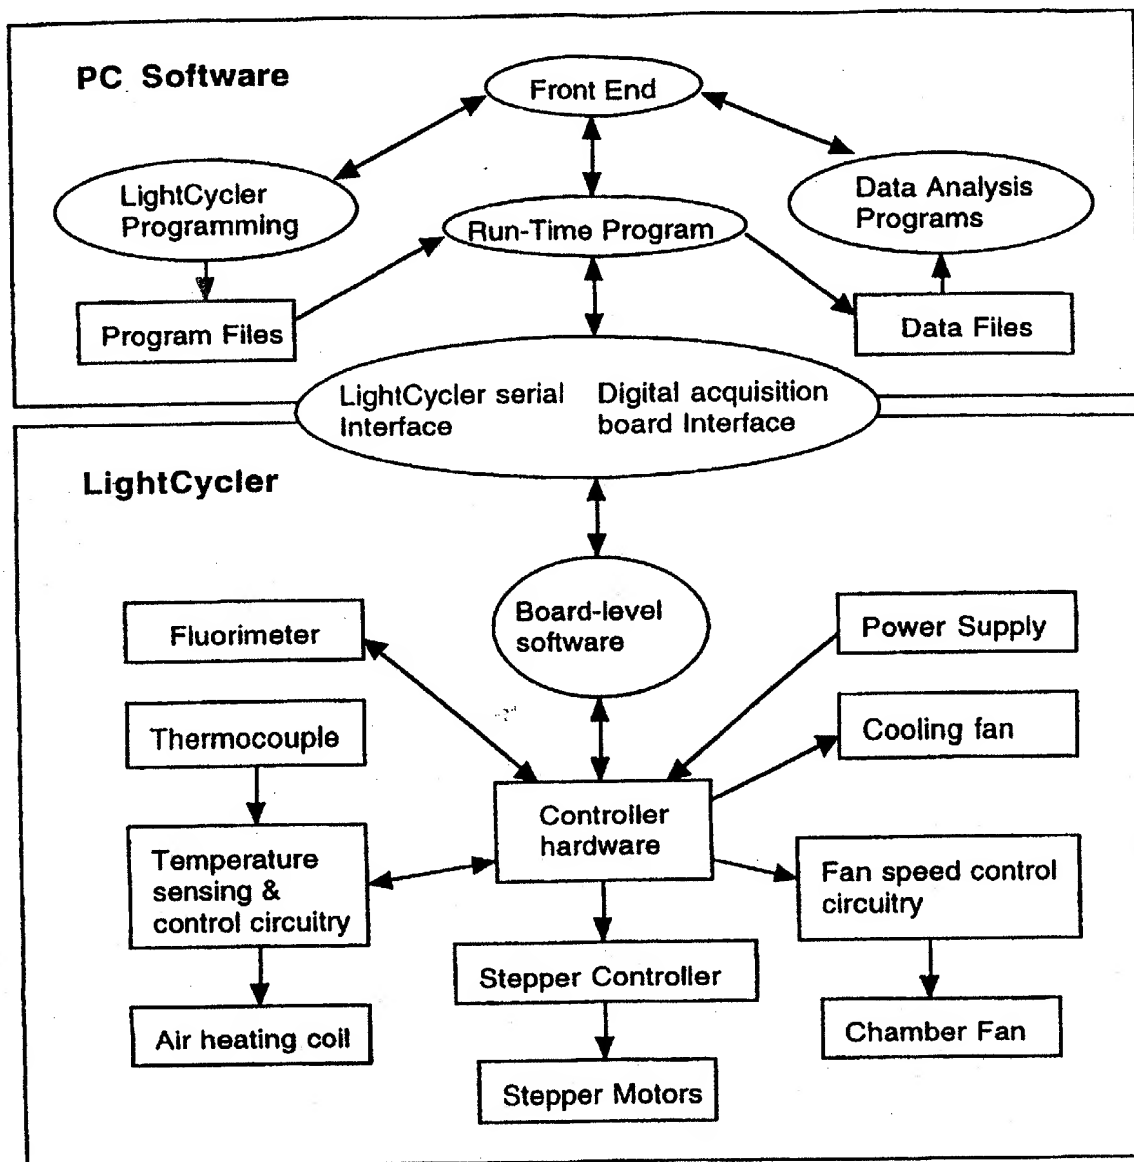 PC Software
Front End
LightCycler
Programming
Data Analysis
Programs
Run-Time Program
Program Files
Data Files
LightCycler serial
Interface
Digital acquisition
board Interface
LightCycler
Board-level
software
Fluorimeter
Power Supply
Thermocouple
Cooling fan
Controller
hardware
Temperature
sensing &
control circuitry
Fan speed control
circuitry
Stepper Controller
Air heating coil
Chamber Fan
Stepper Motors